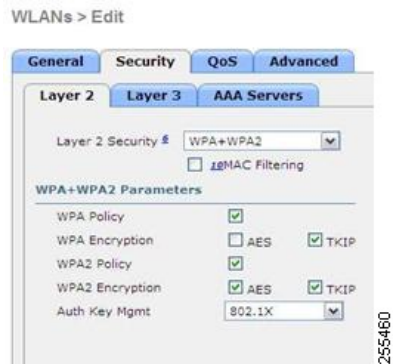 WLANs > Edit
General Security QoS Advanced
Layer 2 Layer 3 AAA Servers
Layer 2 Security 6 WPA+WPA2
10MAC Filtering
WPA+WPA2 Parameters
WPA Policy
WPA Encryption AES TKIP
WPA2 Policy
WPA2 Encryption AES TKIP
Auth Key Mgmt 802.1X
255460